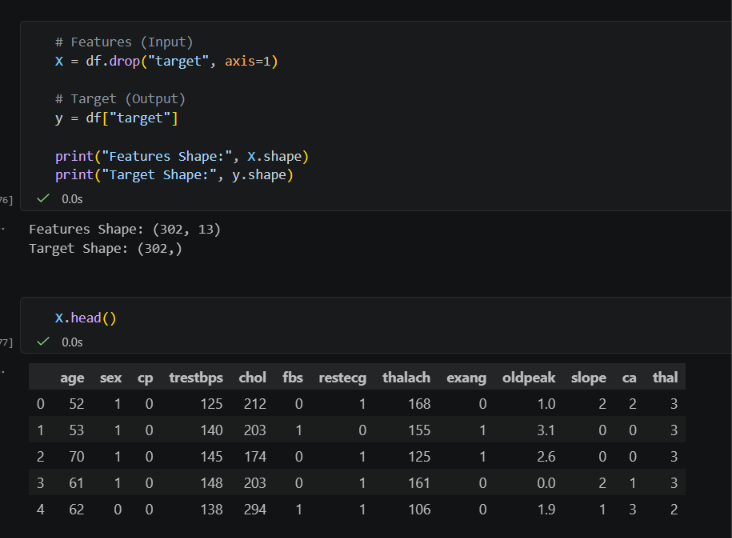 # Features (Input)
X = df.drop("target", axis=1)
# Target (Output)
y = df["target"]
print("Features Shape:", X.shape)
print("Target Shape:", y.shape)
76]
0.0s
Features Shape: (302, 13)
Target Shape: (302,)
X.head()
77]
0.0s
age sex cp trestbps chol fbs restecg thalach exang oldpeak slope ca thal
0 52 1 0 125 212 0 1 168 0 1.0 2 2 3
1 53 1 0 140 203 1 0 155 1 3.1 0 0 3
2 70 1 0 145 174 0 1 125 1 2.6 0 0 3
3 61 1 0 148 203 0 1 161 0 0.0 2 1 3
4 62 0 0 138 294 1 1 106 0 1.9 1 3 2